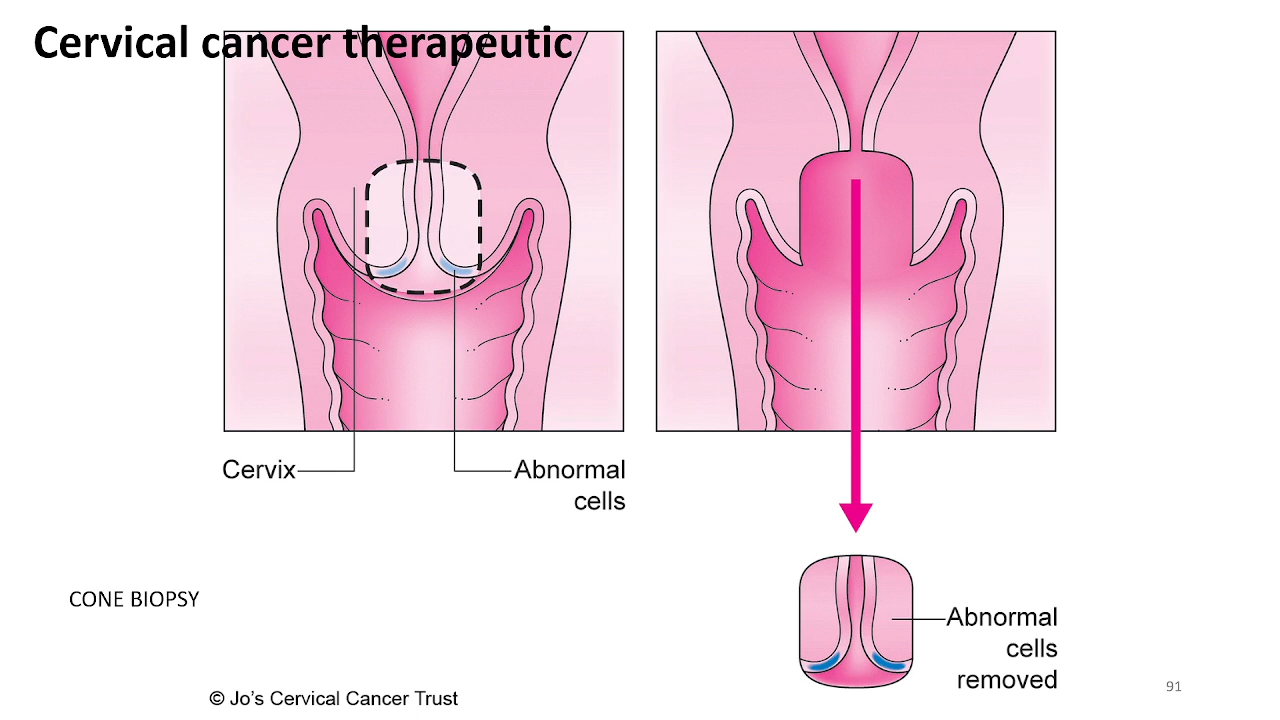 Cervical cancer therapeutic
Cervix
Abnormal
cells
CONE BIOPSY
Abnormal
cells
removed
© Jo's Cervical Cancer Trust
91